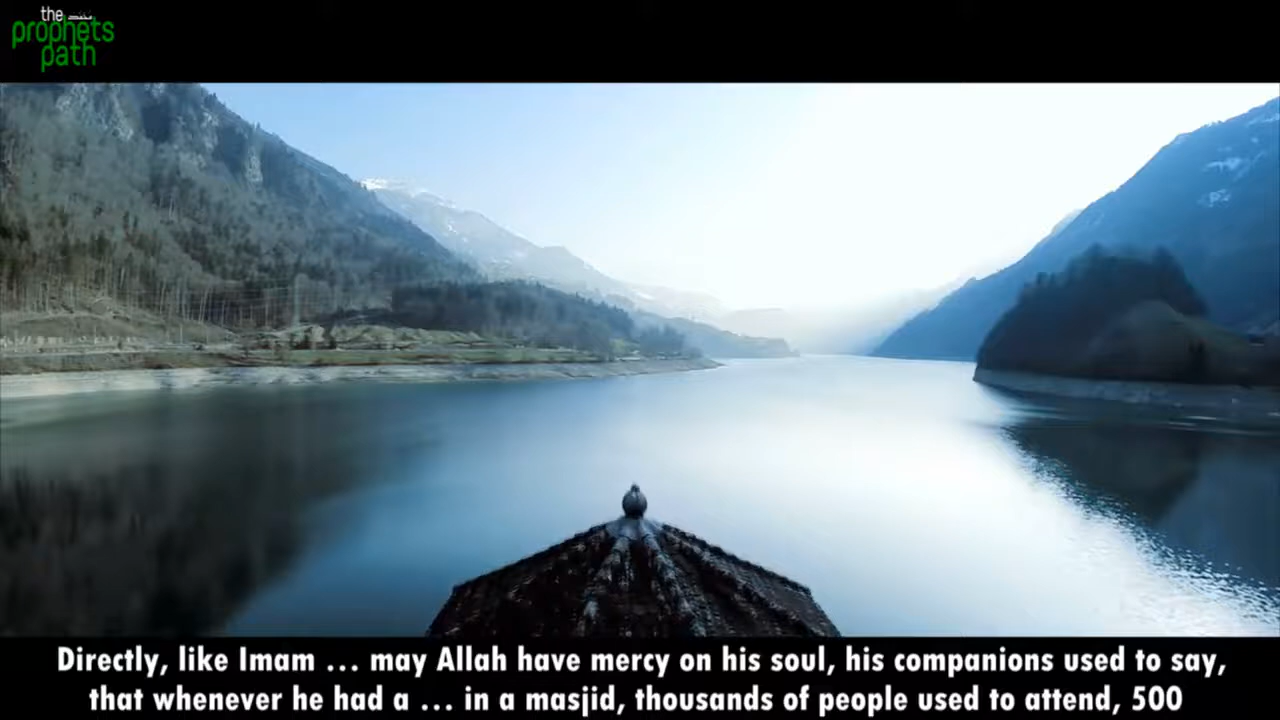 the
prophets
path
Directly, like Imam ... may Allah have mercy on his soul, his companions used to say,
that whenever he had a ... in a masjid, thousands of people used to attend, 500